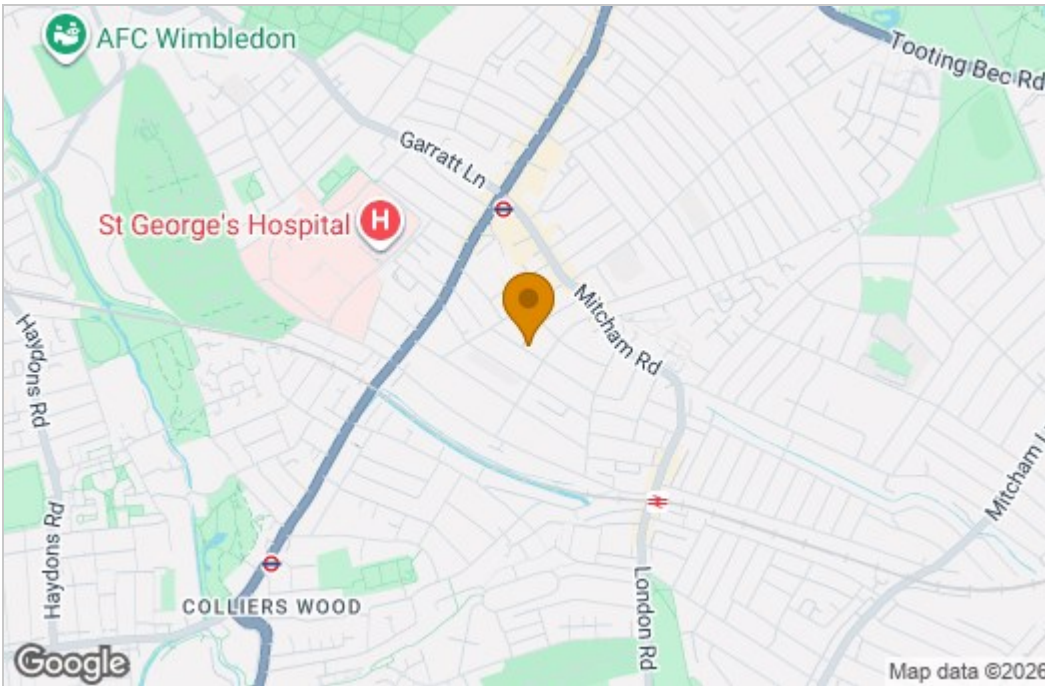 AFC Wimbledon
Tooting Bec Rd
Garratt Ln
St George's Hospital
H
Mitcham Rd
Haydons Rd
Mitcham L
Haydons Rd
COLLIERS WOOD
London Rd
Google
Map data ©2026